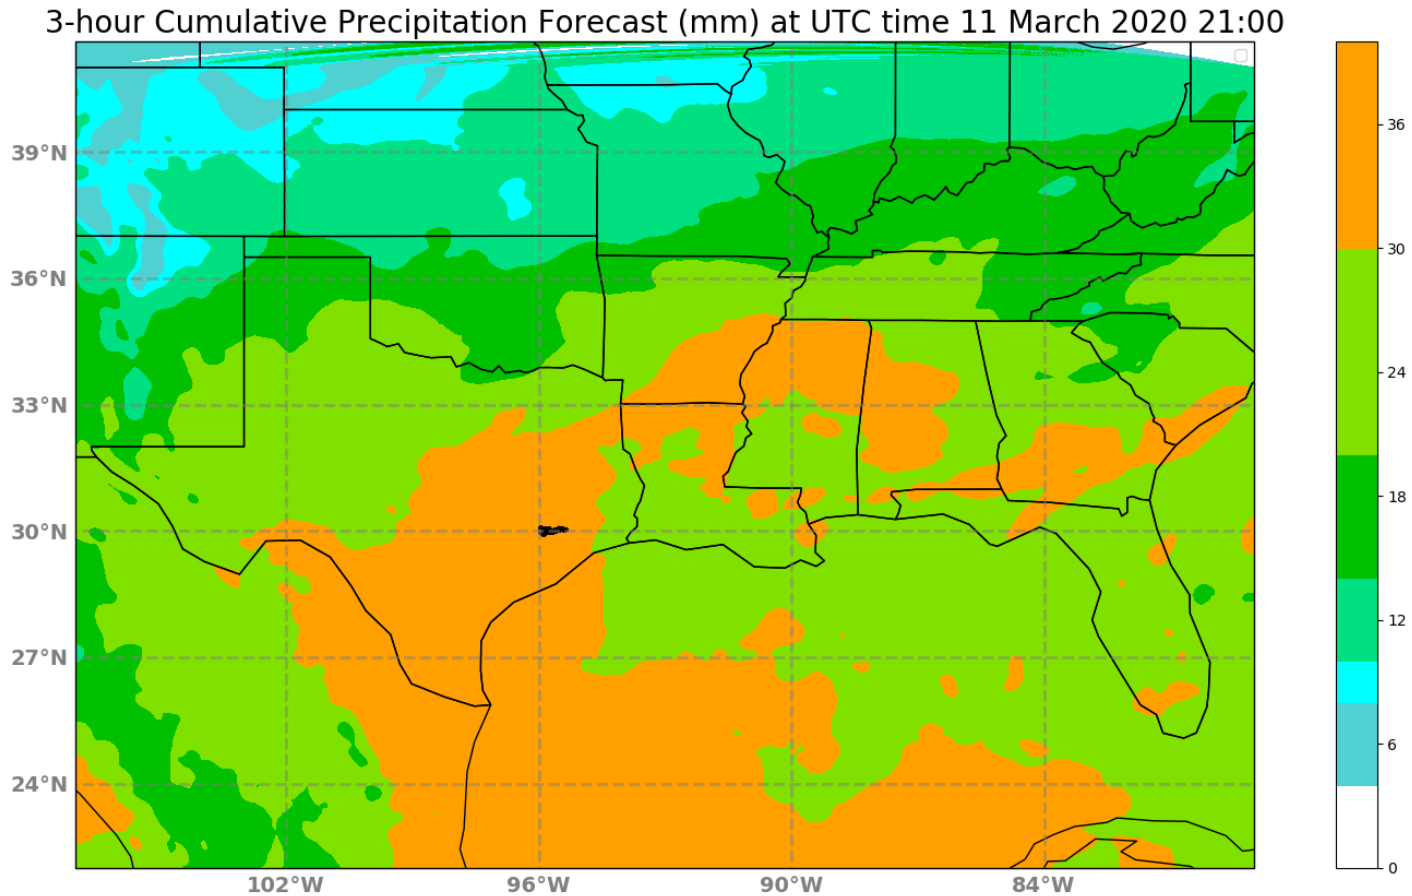 3-hour Cumulative Precipitation Forecast (mm) at UTC time 11 March 2020 21:00
36
39°N
30
36°N
24
33°N
18
30°N
12
27°N
6
24°N
0
102°W 96°W 90°W 84°W